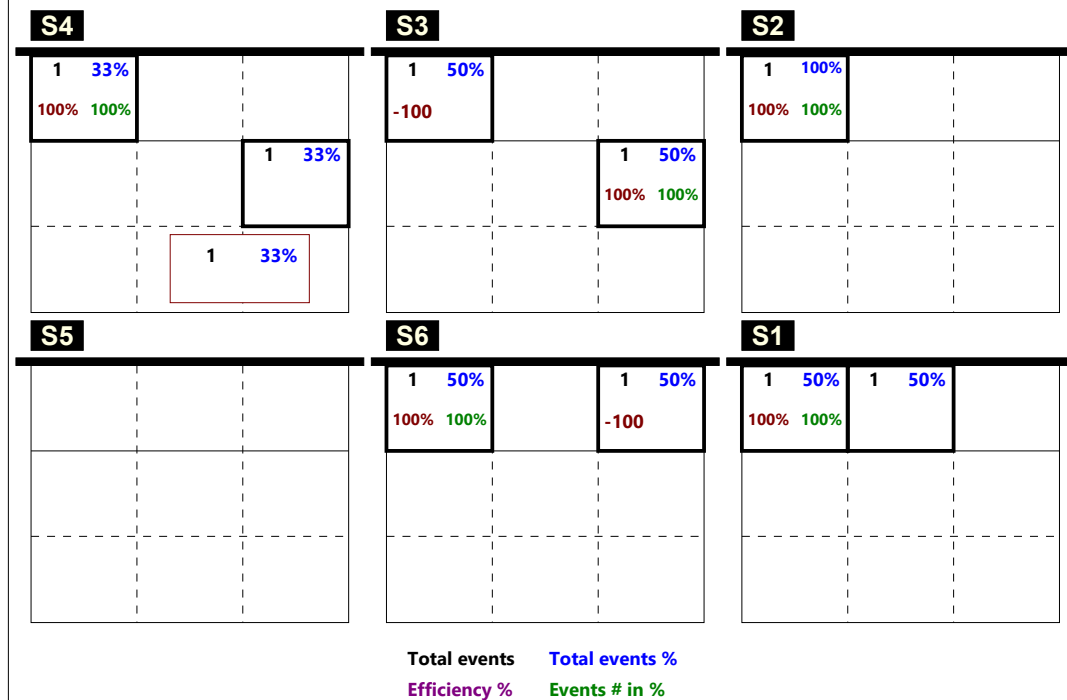 S4 S3 S2
1 33% 1 50% 1 100%
100% 100% -100 100% 100%
1 33% 1 50%
100% 100%
1 33%
S5 S6 S1
1 50% 1 50% 1 50% 1 50%
100% 100% -100 100% 100%
Total events Total events %
Efficiency % Events # in %